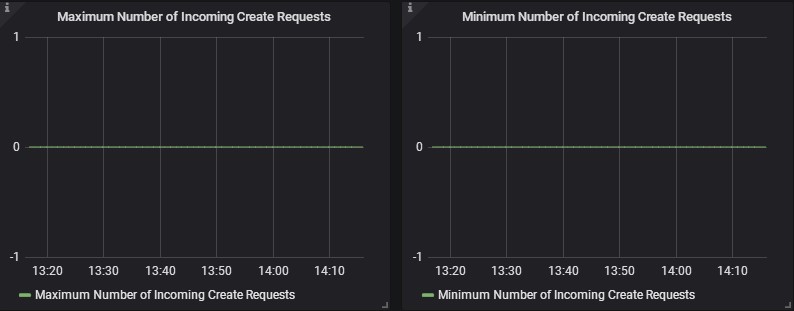 i
Maximum Number of Incoming Create Requests
1
0
-1
13:20 13:30 13:40 13:50 14:00 14:10
Maximum Number of Incoming Create Requests
i
Minimum Number of Incoming Create Requests
1
0
-1
13:20 13:30 13:40 13:50 14:00 14:10
Minimum Number of Incoming Create Requests